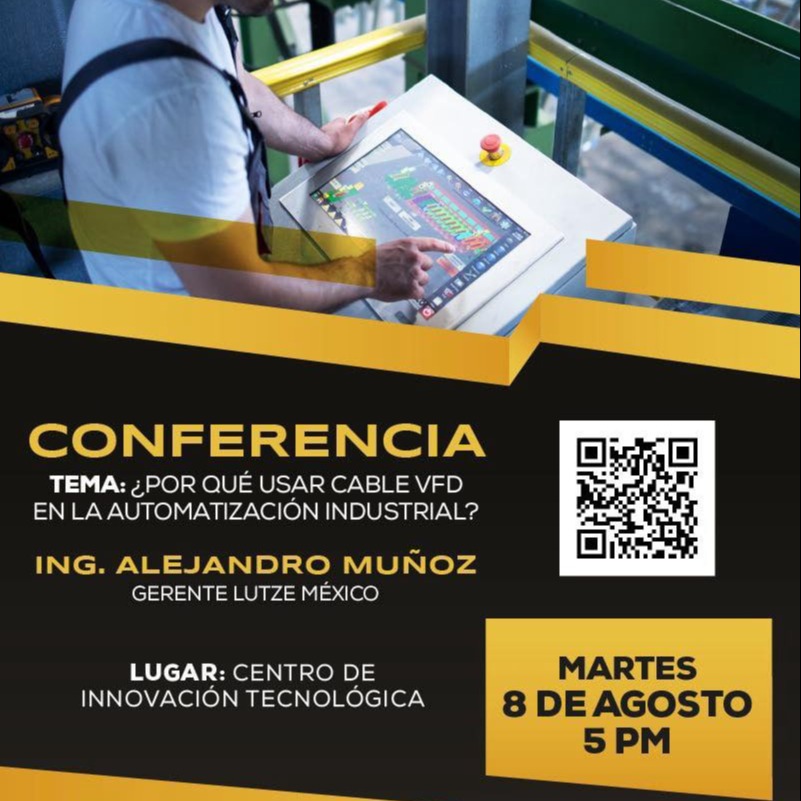 CONFERENCIA
TEMA: ¿POR QUÉ USAR CABLE VFD
EN LA AUTOMATIZACIÓN INDUSTRIAL?
ING. ALEJANDRO MUÑOZ
GERENTE LUTZE MÉXICO
LUGAR: CENTRO DE
INNOVACIÓN TECNOLÓGICA
MARTES
8 DE AGOSTO
5 PM